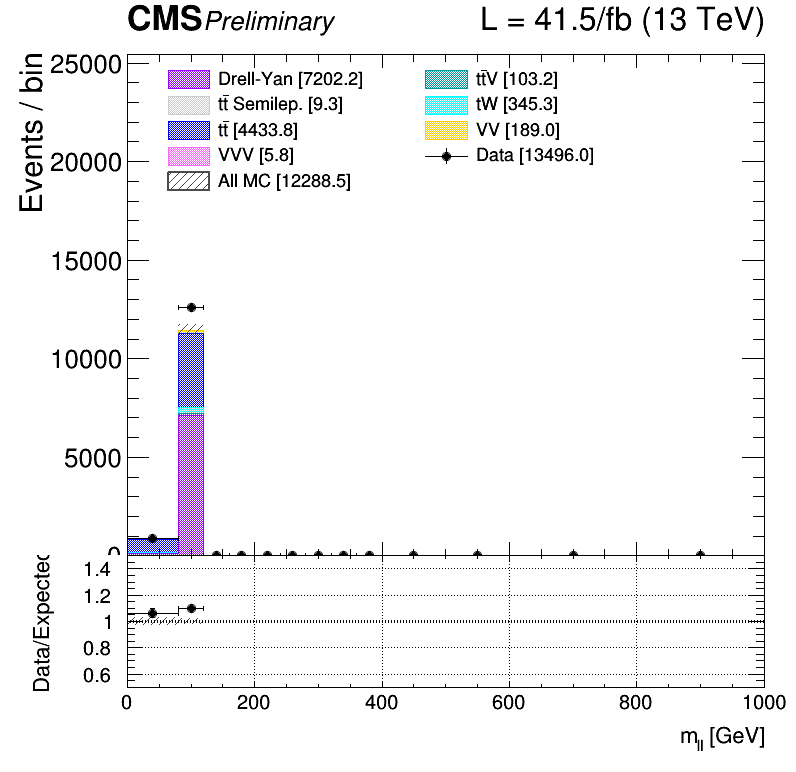 CMS Preliminary L = 41.5/fb (13 TeV)
Events / bin
25000
20000
15000
10000
5000
0
Drell-Yan [7202.2]
tt̄ Semilep. [9.3]
tt̄ [4433.8]
VVV [5.8]
All MC [12288.5]
tt̄V [103.2]
tW [345.3]
VV [189.0]
Data [13496.0]
Data/Expected
1.4
1.2
1
0.8
0.6
0 200 400 600 800 1000
m_ll [GeV]